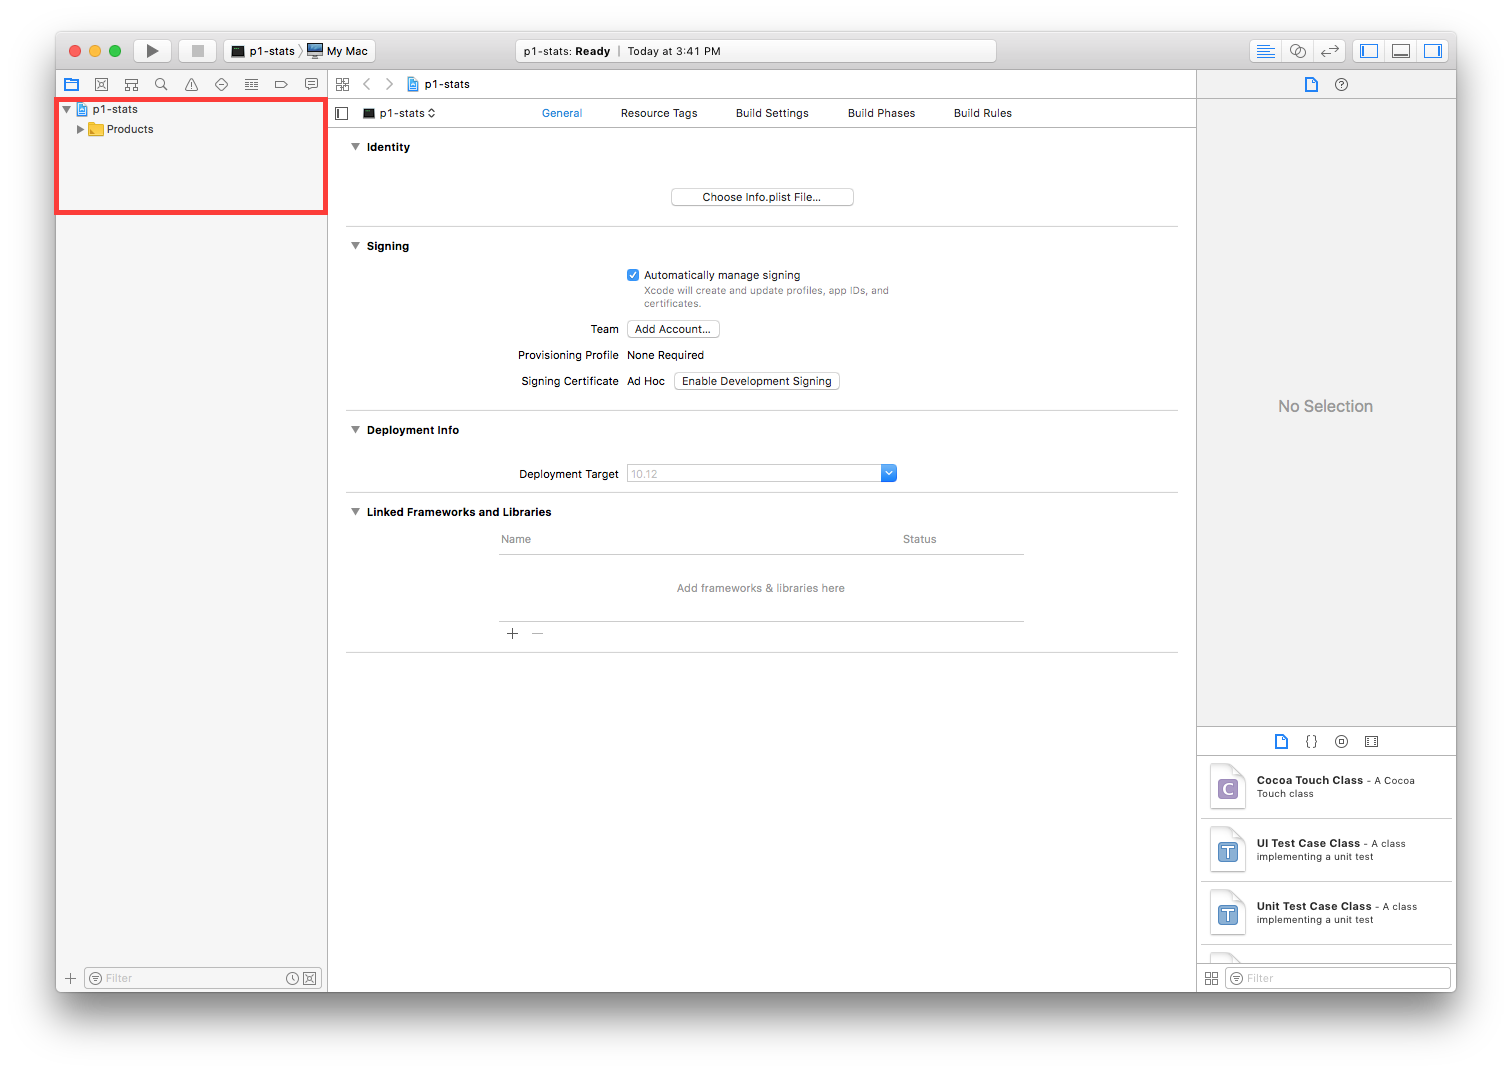 p1-stats My Mac
p1-stats: Ready | Today at 3:41 PM
p1-stats
Products
p1-stats
p1-stats
General Resource Tags Build Settings Build Phases Build Rules
Identity
Choose Info.plist File...
Signing
Automatically manage signing
Xcode will create and update profiles, app IDs, and
certificates.
Team Add Account...
Provisioning Profile None Required
Signing Certificate Ad Hoc Enable Development Signing
Deployment Info
Deployment Target 10.12
Linked Frameworks and Libraries
Name Status
Add frameworks & libraries here
Filter
No Selection
C
Cocoa Touch Class - A Cocoa
Touch class
T
UI Test Case Class - A class
implementing a unit test
T
Unit Test Case Class - A class
implementing a unit test
Filter